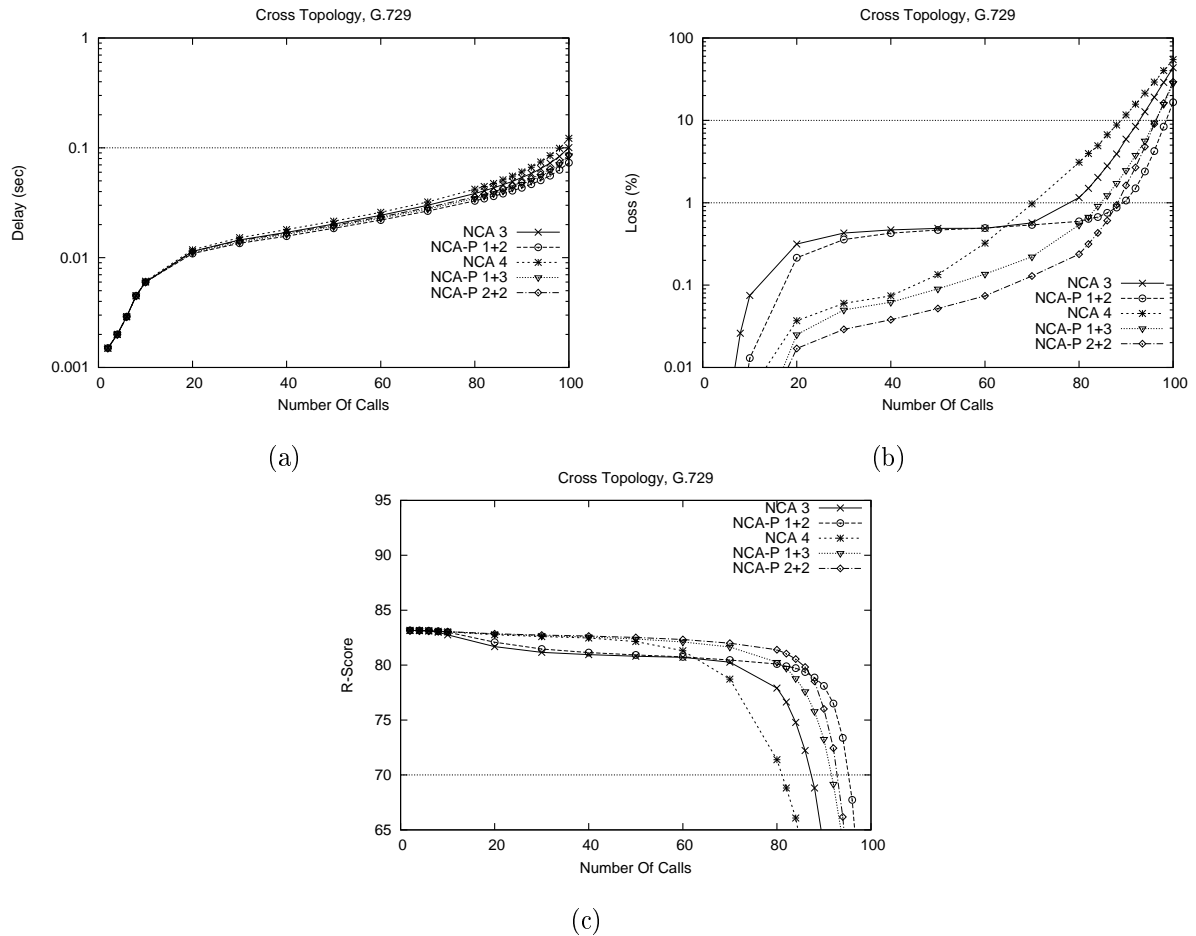 Cross Topology, G.729
1
0.1
0.01
0.001
Delay (sec)
0 20 40 60 80 100
Number Of Calls
NCA 3
NCA-P 1+2
NCA 4
NCA-P 1+3
NCA-P 2+2
(a)
Cross Topology, G.729
100
10
1
0.1
0.01
Loss (%)
0 20 40 60 80 100
Number Of Calls
NCA 3
NCA-P 1+2
NCA 4
NCA-P 1+3
NCA-P 2+2
(b)
Cross Topology, G.729
95
90
85
80
75
70
65
R-Score
0 20 40 60 80 100
Number Of Calls
NCA 3
NCA-P 1+2
NCA 4
NCA-P 1+3
NCA-P 2+2
(c)